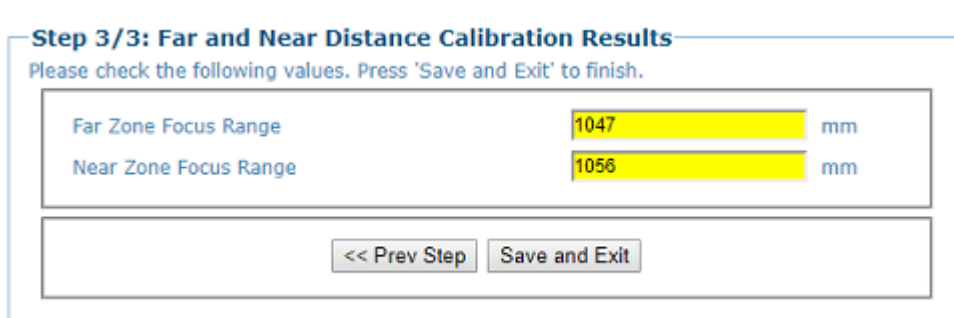 Step 3/3: Far and Near Distance Calibration Results
Please check the following values. Press 'Save and Exit' to finish.
Far Zone Focus Range 1047 mm
Near Zone Focus Range 1056 mm
<< Prev Step Save and Exit